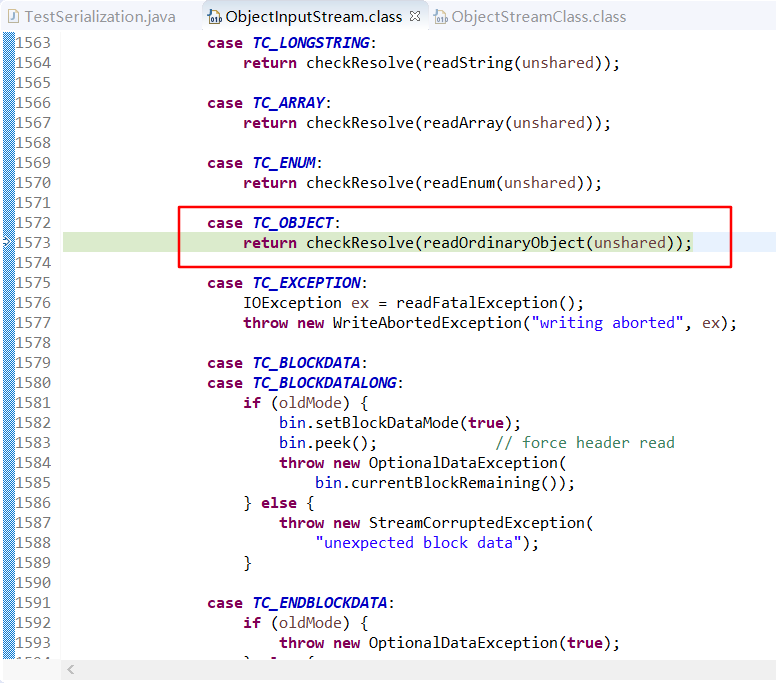 TestSerialization.java ObjectInputStream.class ObjectStreamClass.class
1563 case TC_LONGSTRING:
1564 return checkResolve(readString(unshared));
1565
1566 case TC_ARRAY:
1567 return checkResolve(readArray(unshared));
1568
1569 case TC_ENUM:
1570 return checkResolve(readEnum(unshared));
1571
1572 case TC_OBJECT:
1573 return checkResolve(readOrdinaryObject(unshared));
1574
1575 case TC_EXCEPTION:
1576 IOException ex = readFatalException();
1577 throw new WriteAbortedException("writing aborted", ex);
1578
1579 case TC_BLOCKDATA:
1580 case TC_BLOCKDATALONG:
1581 if (oldMode) {
1582 bin.setBlockDataMode(true);
1583 bin.peek(); // force header read
1584 throw new OptionalDataException(
1585 bin.currentBlockRemaining());
1586 } else {
1587 throw new StreamCorruptedException(
1588 "unexpected block data");
1589 }
1590
1591 case TC_ENDBLOCKDATA:
1592 if (oldMode) {
1593 throw new OptionalDataException(true);